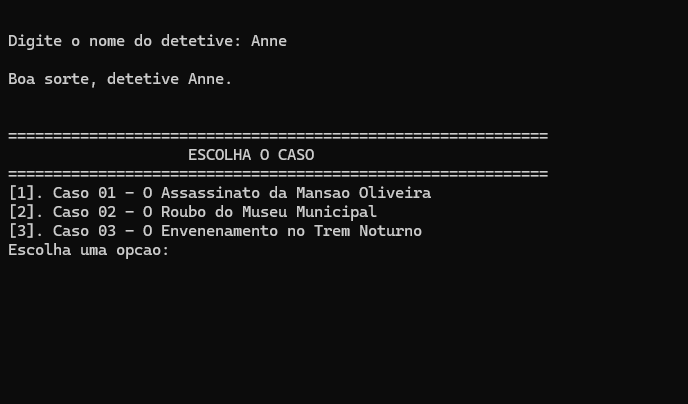 Digite o nome do detetive: Anne
Boa sorte, detetive Anne.
============================================================
ESCOLHA O CASO
============================================================
[1]. Caso 01 - O Assassinato da Mansao Oliveira
[2]. Caso 02 - O Roubo do Museu Municipal
[3]. Caso 03 - O Envenenamento no Trem Noturno
Escolha uma opcao: